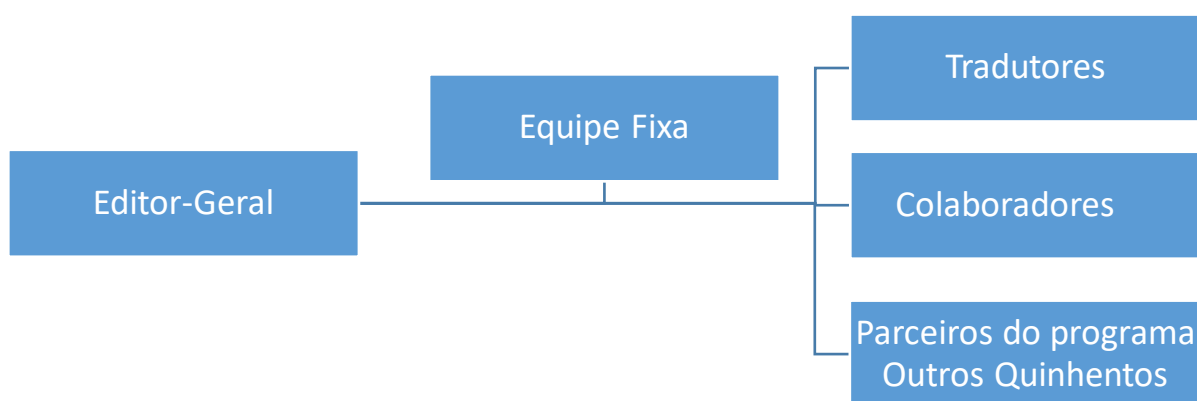 Editor-Geral
Equipe Fixa
Tradutores
Colaboradores
Parceiros do programa
Outros Quinhentos